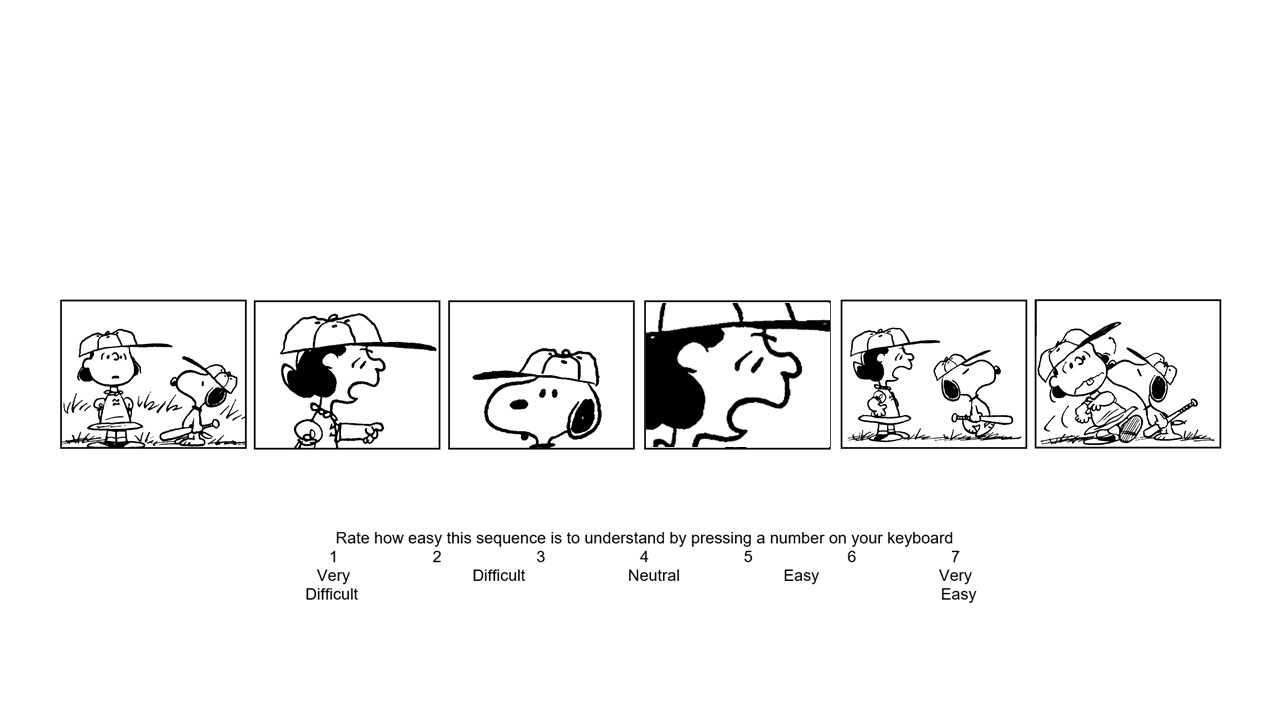 Rate how easy this sequence is to understand by pressing a number on your keyboard
1 2 3 4 5 6 7
Very Difficult Neutral Easy Very
Difficult Easy